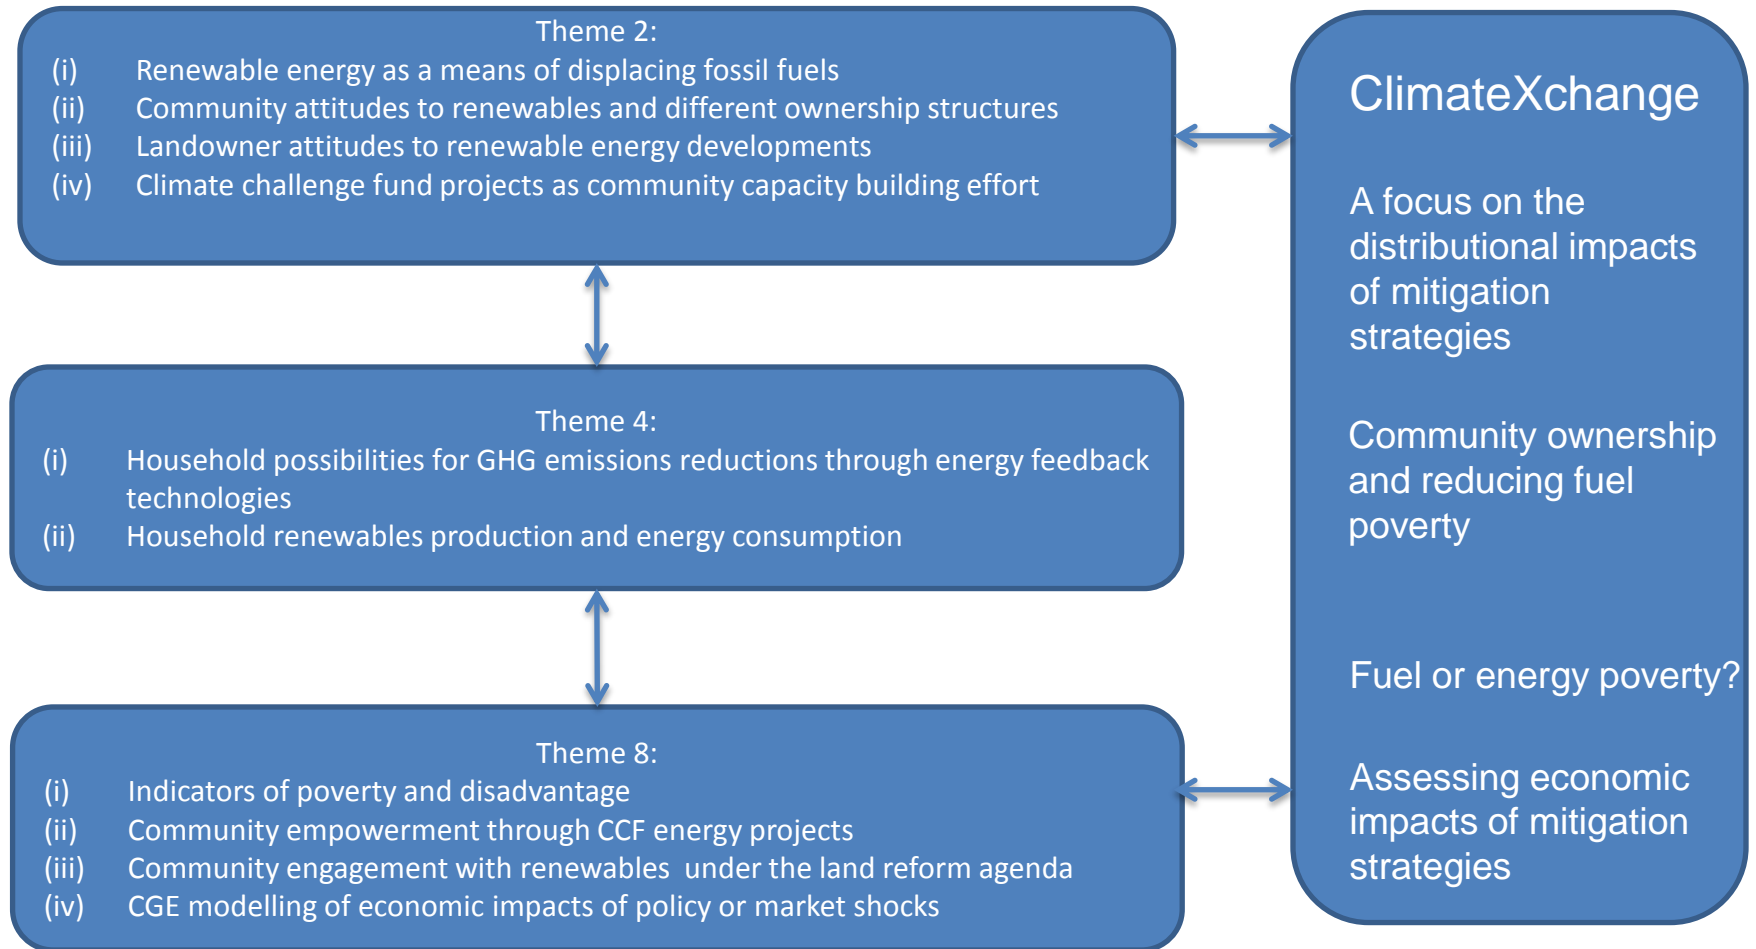 Theme 2:
(i) Renewable energy as a means of displacing fossil fuels
(ii) Community attitudes to renewables and different ownership structures
(iii) Landowner attitudes to renewable energy developments
(iv) Climate challenge fund projects as community capacity building effort
Theme 4:
(i) Household possibilities for GHG emissions reductions through energy feedback
technologies
(ii) Household renewables production and energy consumption
Theme 8:
(i) Indicators of poverty and disadvantage
(ii) Community empowerment through CCF energy projects
(iii) Community engagement with renewables  under the land reform agenda
(iv) CGE modelling of economic impacts of policy or market shocks
ClimateXchange
A focus on the
distributional impacts
of mitigation
strategies
Community ownership
and reducing fuel
poverty
Fuel or energy poverty?
Assessing economic
impacts of mitigation
strategies